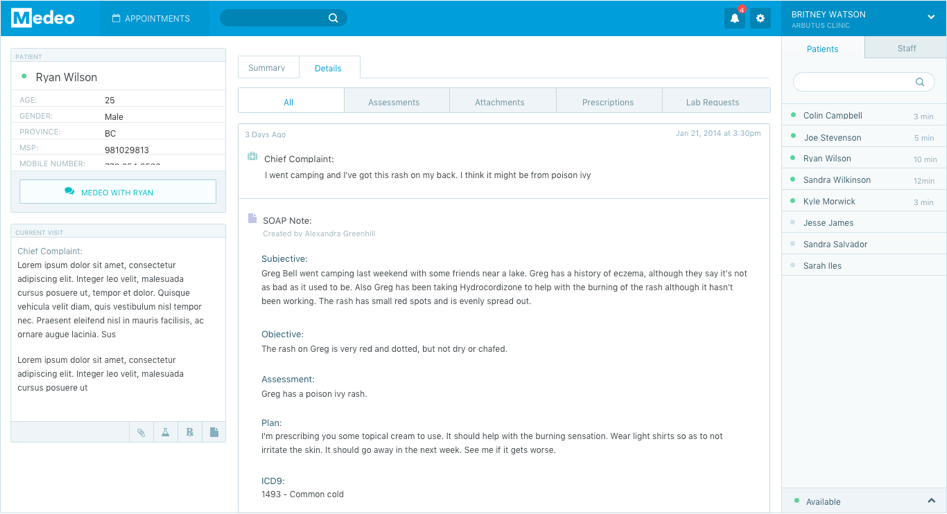 Medeo
APPOINTMENTS
4
BRITNEY WATSON
ARBUTUS CLINIC
PATIENT
Ryan Wilson
AGE: 25
GENDER: Male
PROVINCE: BC
MSP: 981029813
MOBILE NUMBER:
MEDEO WITH RYAN
CURRENT VISIT
Chief Complaint:
Lorem ipsum dolor sit amet, consectetur
adipiscing elit. Integer leo velit, malesuada
cursus posuere ut, tempor et dolor. Quisque
vehicula velit diam, quis vestibulum nisl tempor
nec. Praesent eleifend nisl in mauris facilisis, ac
ornare augue lacinia. Sus
Lorem ipsum dolor sit amet, consectetur
adipiscing elit. Integer leo velit, malesuada
cursus posuere ut
Summary
Details
All
Assessments
Attachments
Prescriptions
Lab Requests
3 Days Ago
Jan 21, 2014 at 3:30pm
Chief Complaint:
I went camping and I've got this rash on my back. I think it might be from poison ivy
SOAP Note:
Created by Alexandra Greenhill
Subjective:
Greg Bell went camping last weekend with some friends near a lake. Greg has a history of eczema, although they say it's not
as bad as it used to be. Also Greg has been taking Hydrocordizone to help with the burning of the rash although it hasn't
been working. The rash has small red spots and is evenly spread out.
Objective:
The rash on Greg is very red and dotted, but not dry or chafed.
Assessment:
Greg has a poison ivy rash.
Plan:
I'm prescribing you some topical cream to use. It should help with the burning sensation. Wear light shirts so as to not
irritate the skin. It should go away in the next week. See me if it gets worse.
ICD9:
1493 - Common cold
Patients
Staff
Colin Campbell 3 min
Joe Stevenson 5 min
Ryan Wilson 10 min
Sandra Wilkinson 12min
Kyle Morwick 3 min
Jesse James
Sandra Salvador
Sarah Iles
Available